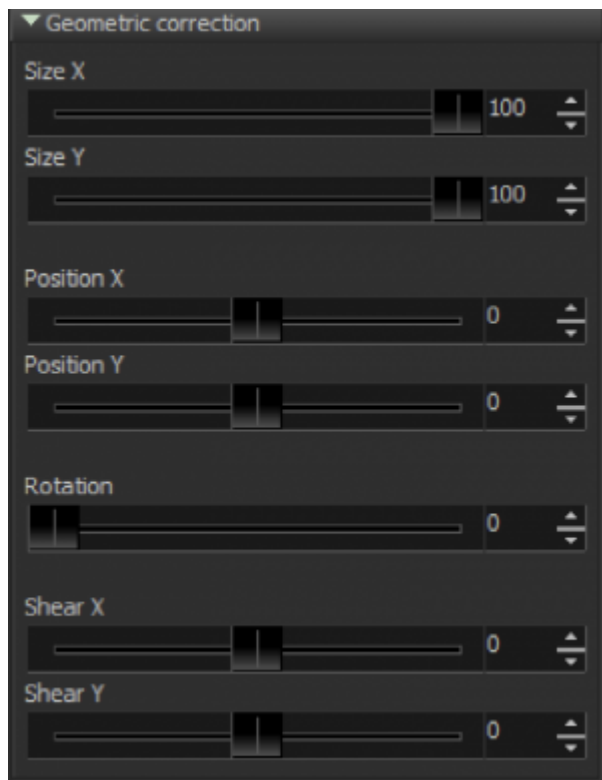 Geometric correction
Size X
100
Size Y
100
Position X
0
Position Y
0
Rotation
0
Shear X
0
Shear Y
0